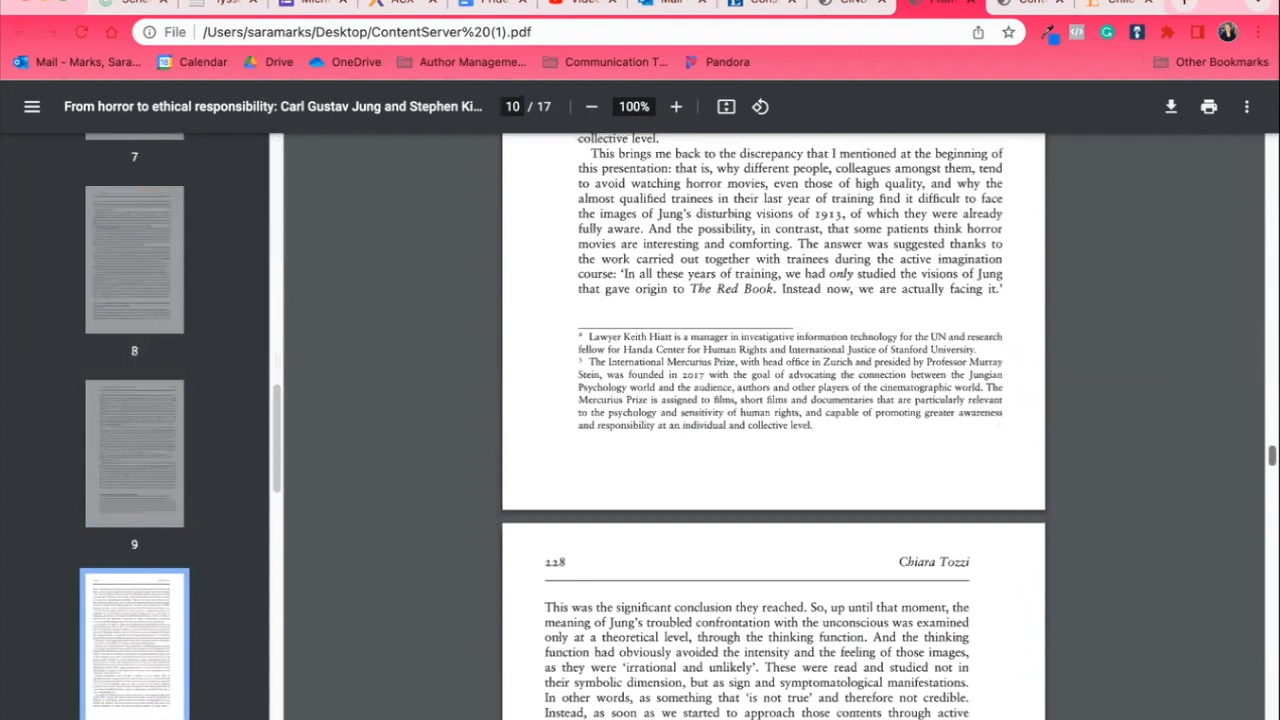 File /Users/saramarks/Desktop/ContentServer%20(1).pdf
Mail - Marks, Sara... Calendar Drive OneDrive Author Manageme... Communication T... Pandora Other Bookmarks
From horror to ethical responsibility: Carl Gustav Jung and Stephen Ki... 10 / 17 100%
7
8
9
collective level.
This brings me back to the discrepancy that I mentioned at the beginning of
this presentation: that is, why different people, colleagues amongst them, tend
to avoid watching horror movies, even those of high quality, and why the
almost qualified trainees in their last year of training find it difficult to face
the images of Jung's disturbing visions of 1913, of which they were already
fully aware. And the possibility, in contrast, that some patients think horror
movies are interesting and comforting. The answer was suggested thanks to
the work carried out together with trainees during the active imagination
course: 'In all these years of training, we had only studied the visions of Jung
that gave origin to The Red Book. Instead now, we are actually facing it.'
2 Lawyer Keith Hiatt is a manager in investigative information technology for the UN and research
fellow for Handa Center for Human Rights and International Justice of Stanford University.
3 The International Mercurius Prize, with head office in Zurich and presided by Professor Murray
Stein, was founded in 2017 with the goal of advocating the connection between the Jungian
Psychology world and the audience, authors and other players of the cinematographic world. The
Mercurius Prize is assigned to films, short films and documentaries that are particularly relevant
to the psychology and sensitivity of human rights, and capable of promoting greater awareness
and responsibility at an individual and collective level.
228 Chiara Tozzi
This was the significant conclusion they reached. So, up until that moment, the
meaning of Jung's troubled confrontation with the unconscious was examined
only at a theoretical level, through the thinking function. And the thinking
function had obviously avoided the intensity and the feeling of those images,
as they were 'irrational and unlikely'. These were read and studied not in
their symbolic dimension, but as sign and symptomatological manifestations.
In other words, as something that 'is not true' and therefore not credible.
Instead, as soon as we started to approach those contents through active